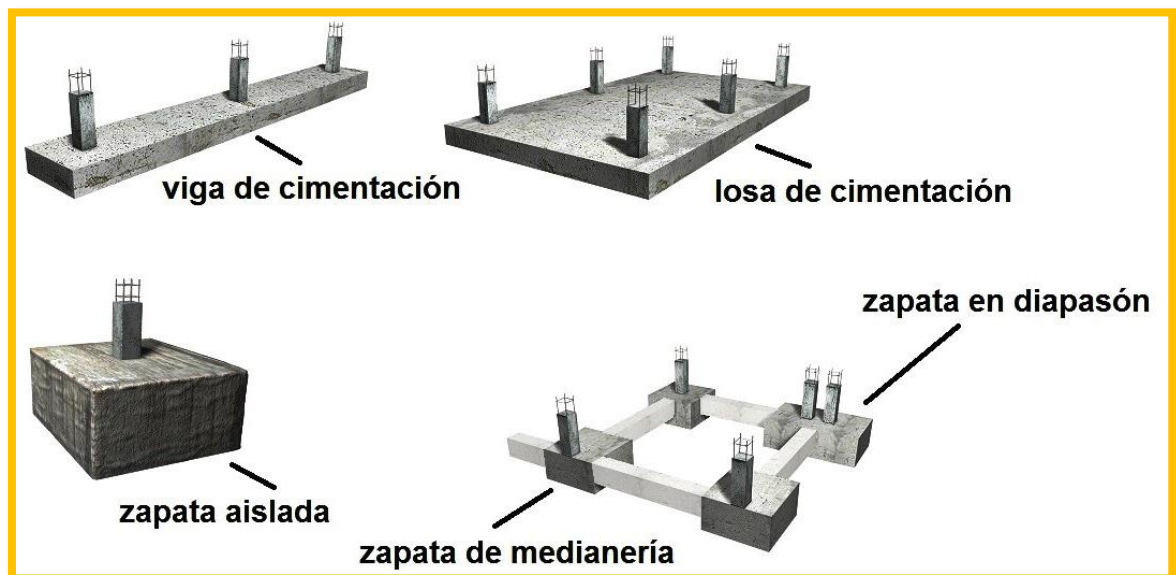 viga de cimentación
losa de cimentación
zapata en diapasón
zapata aislada
zapata de medianería